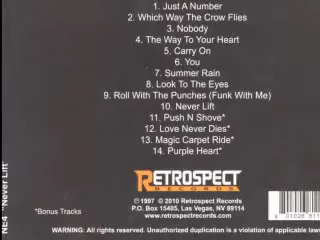 1. Just A Number
2. Which Way The Crow Flies
3. Nobody
4. The Way To Your Heart
5. Carry On
6. You
7. Summer Rain
8. Look To The Eyes
9. Roll With The Punches (Funk With Me)
10. Never Lift
11. Push N Shove*
12. Love Never Dies*
13. Magic Carpet Ride*
14. Purple Heart*
RETROSPECT
RECORDS
℗ 1997 © 2010 Retrospect Records
P.O. Box 15405, Las Vegas, NV 89114
www.retrospectrecords.com
*Bonus Tracks
WARNING: All rights reserved. Unauthorized duplication is a violation of applicable laws
NE4 "Never Lift"